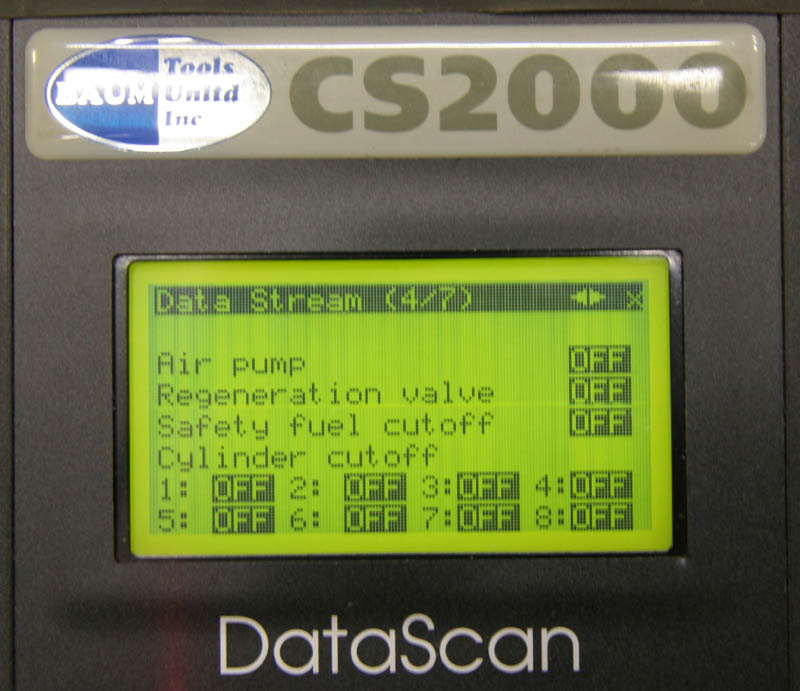 BAUM Tools Unltd Inc CS2000
Data Stream (4/7) ◀▶ X
Air pump OFF
Regeneration valve OFF
Safety fuel cutoff OFF
Cylinder cutoff
1: OFF 2: OFF 3: OFF 4: OFF
5: OFF 6: OFF 7: OFF 8: OFF
DataScan